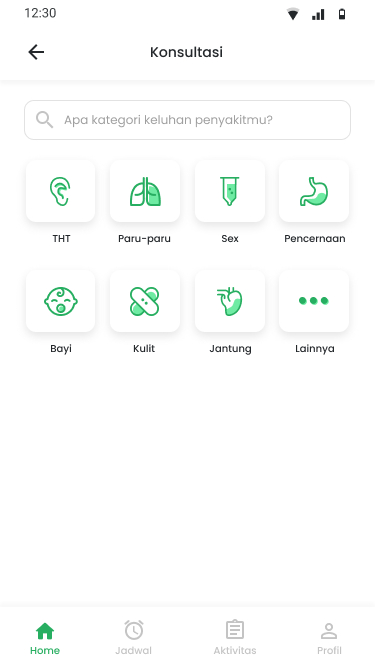 12:30
Konsultasi
Apa kategori keluhan penyakitmu?
THT Paru-paru Sex Pencernaan
Bayi Kulit Jantung Lainnya
Home Jadwal Aktivitas Profil